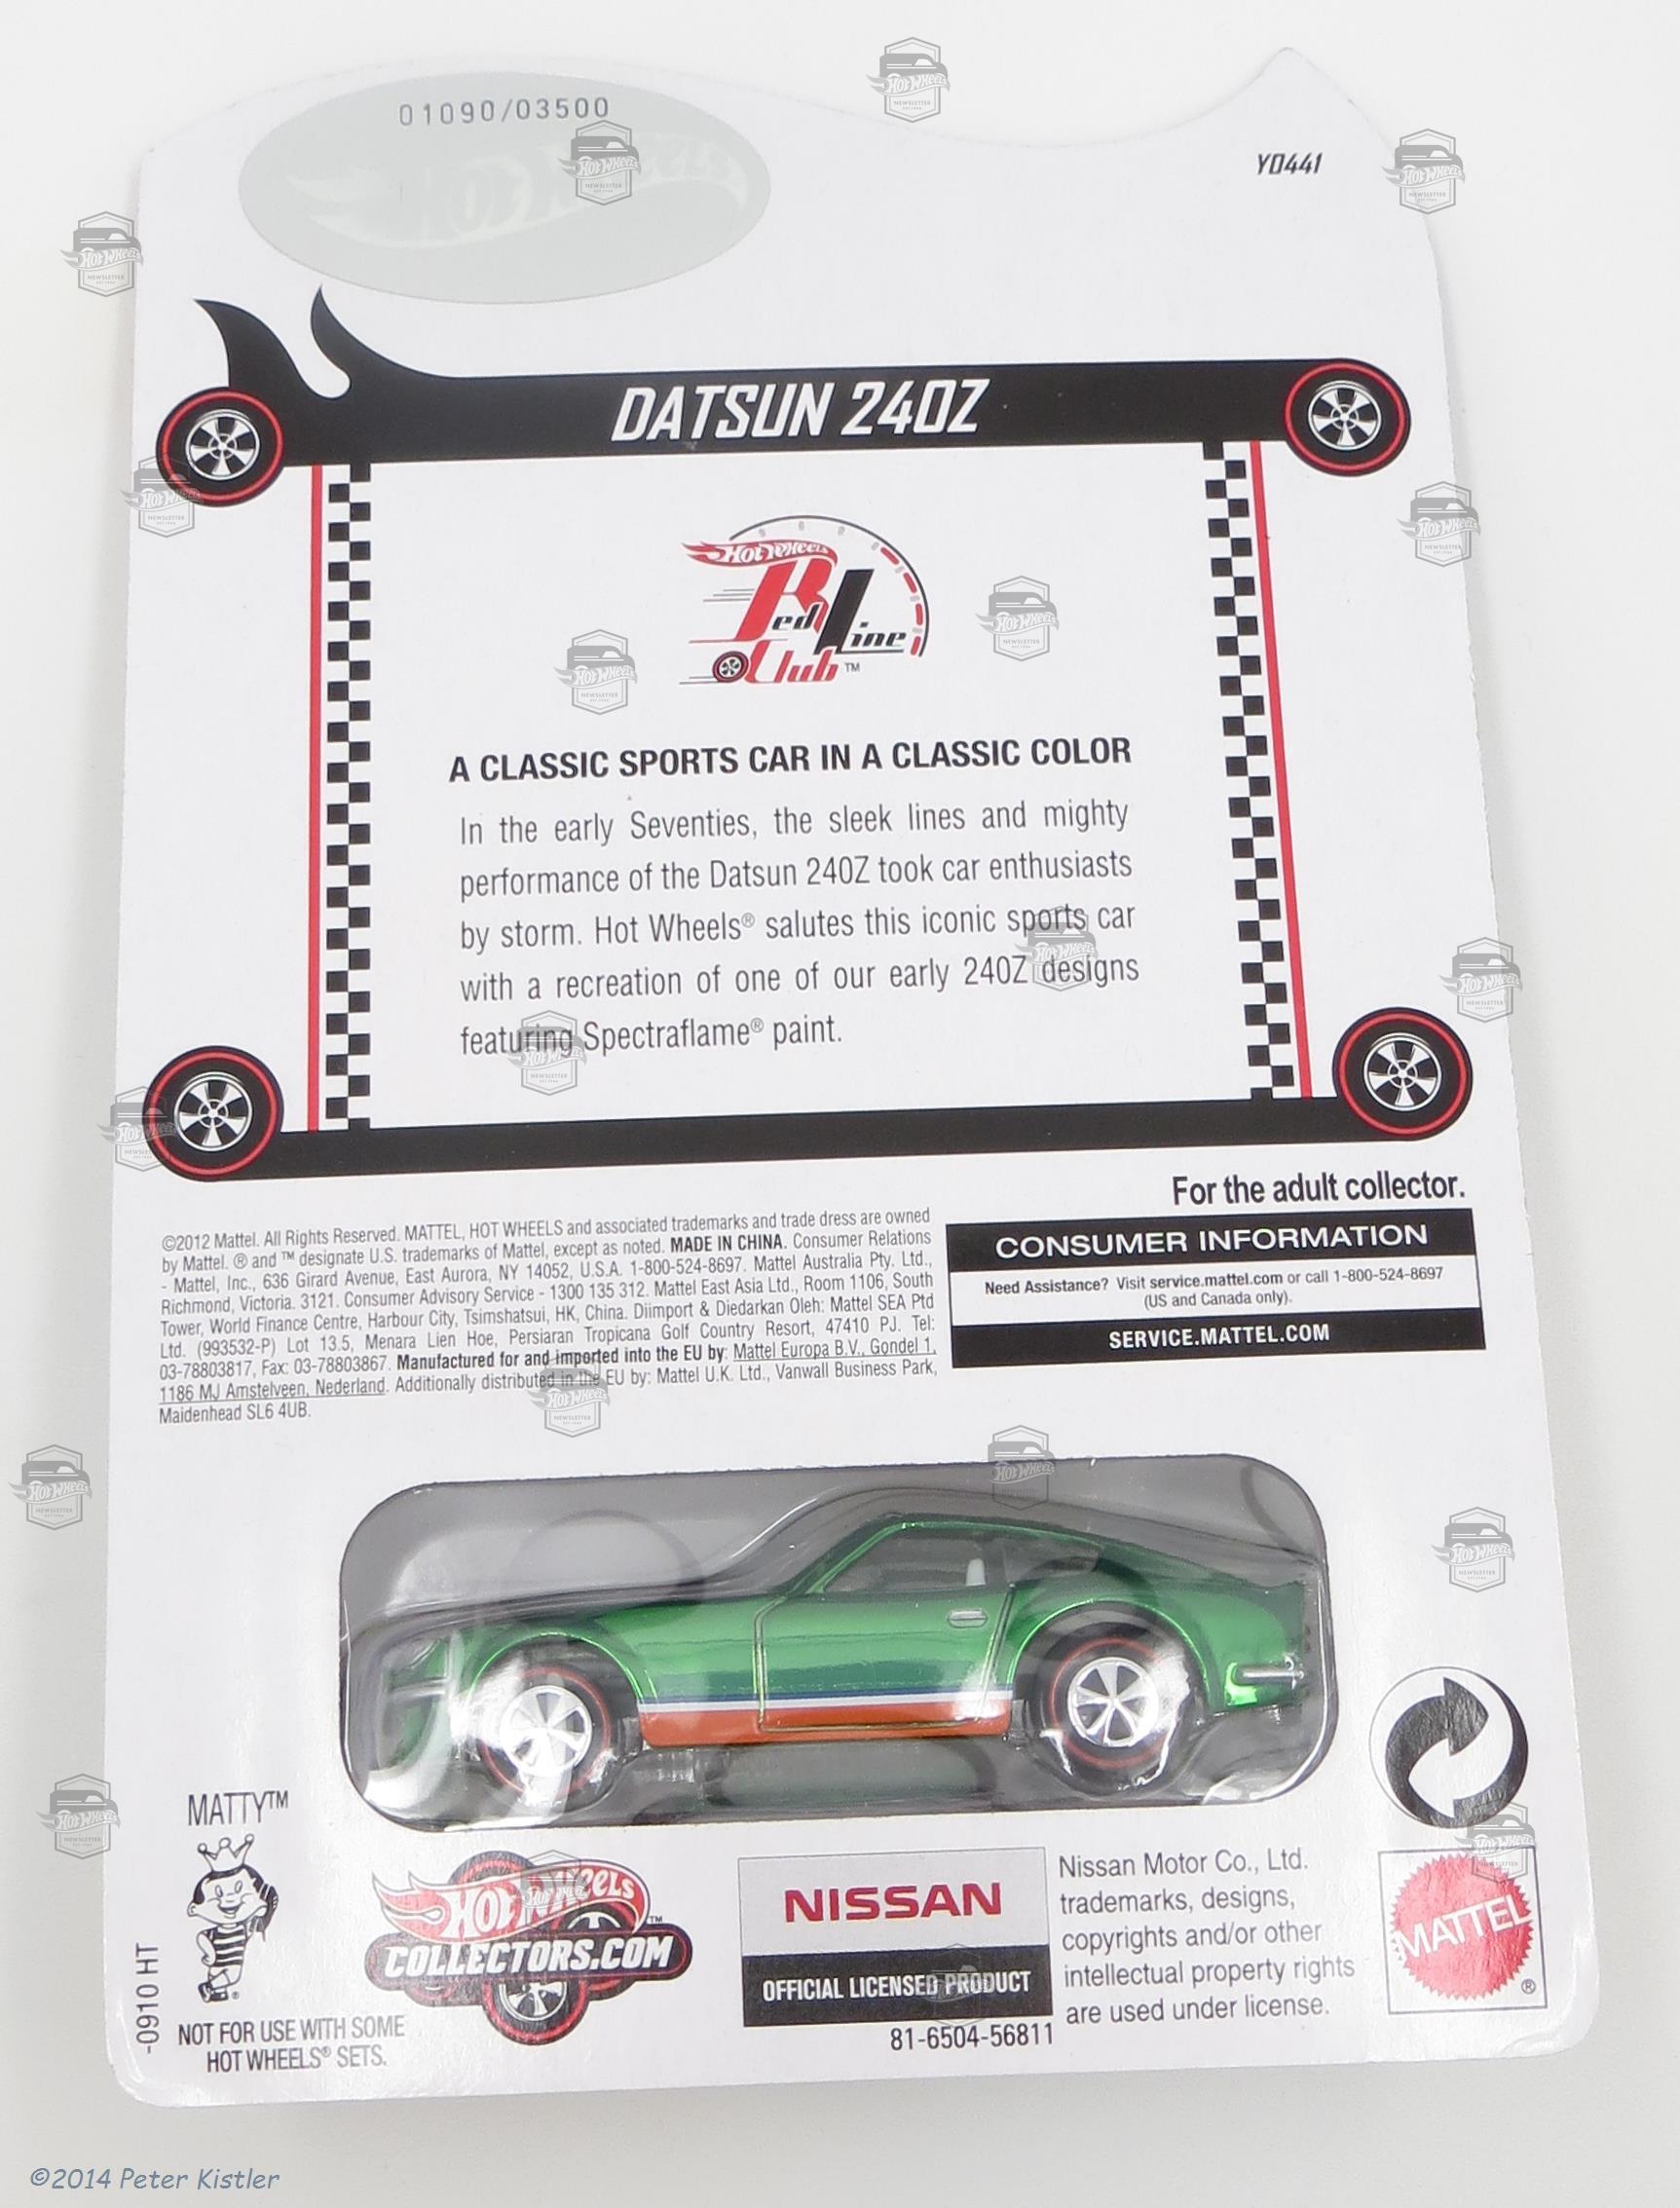 01090/03500
Y0441
DATSUN 240Z
Hot Wheels
Red Line
Club™
A CLASSIC SPORTS CAR IN A CLASSIC COLOR
In the early Seventies, the sleek lines and mighty
performance of the Datsun 240Z took car enthusiasts
by storm. Hot Wheels® salutes this iconic sports car
with a recreation of one of our early 240Z designs
featuring Spectraflame® paint.
For the adult collector.
©2012 Mattel. All Rights Reserved. MATTEL, HOT WHEELS and associated trademarks and trade dress are owned
by Mattel. ® and ™ designate U.S. trademarks of Mattel, except as noted. MADE IN CHINA. Consumer Relations
- Mattel, Inc., 636 Girard Avenue, East Aurora, NY 14052, U.S.A. 1-800-524-8697. Mattel Australia Pty. Ltd.,
Richmond, Victoria. 3121. Consumer Advisory Service - 1300 135 312. Mattel East Asia Ltd., Room 1106, South
Tower, World Finance Centre, Harbour City, Tsimshatsui, HK, China. Diimport & Diedarkan Oleh: Mattel SEA Ptd
Ltd. (993532-P) Lot 13.5, Menara Lien Hoe, Persiaran Tropicana Golf Country Resort, 47410 PJ. Tel:
03-78803817, Fax: 03-78803867. Manufactured for and imported into the EU by: Mattel Europa B.V., Gondel 1,
1186 MJ Amstelveen, Nederland. Additionally distributed in the EU by: Mattel U.K. Ltd., Vanwall Business Park,
Maidenhead SL6 4UB.
CONSUMER INFORMATION
Need Assistance? Visit service.mattel.com or call 1-800-524-8697
(US and Canada only).
SERVICE.MATTEL.COM
MATTY™
-0910 HT
NOT FOR USE WITH SOME
HOT WHEELS® SETS.
HOT WHEELS™
COLLECTORS.COM
NISSAN
OFFICIAL LICENSED PRODUCT
81-6504-56811
Nissan Motor Co., Ltd.
trademarks, designs,
copyrights and/or other
intellectual property rights
are used under license.
MATTEL®
HOT WHEELS
NEWSLETTER
©2014 Peter Kistler